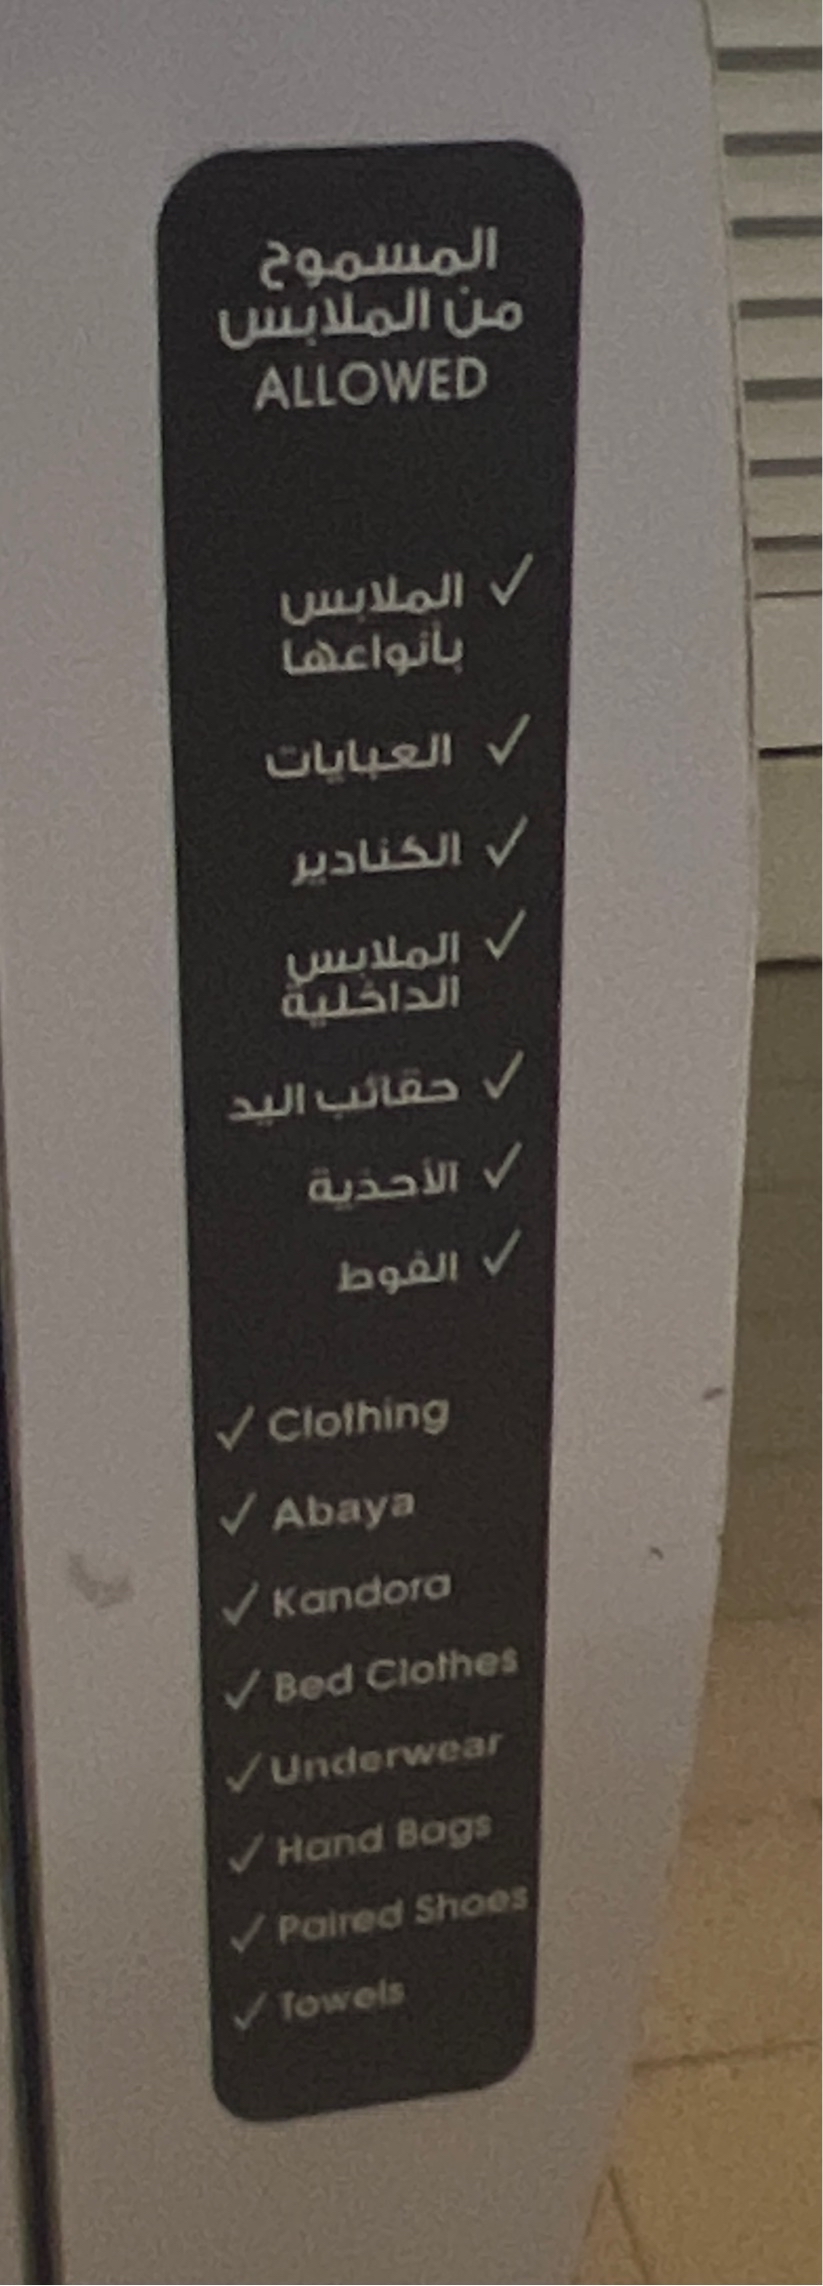 المسموح
من الملابس
ALLOWED
✓ الملابس
بأنواعها
✓ العبايات
✓ الكنادير
✓ الملابس
الداخلية
✓ حقائب اليد
✓ الأحذية
✓ الفوط
✓ Clothing
✓ Abaya
✓ Kandora
✓ Bed Clothes
✓ Underwear
✓ Hand Bags
✓ Paired Shoes
✓ Towels